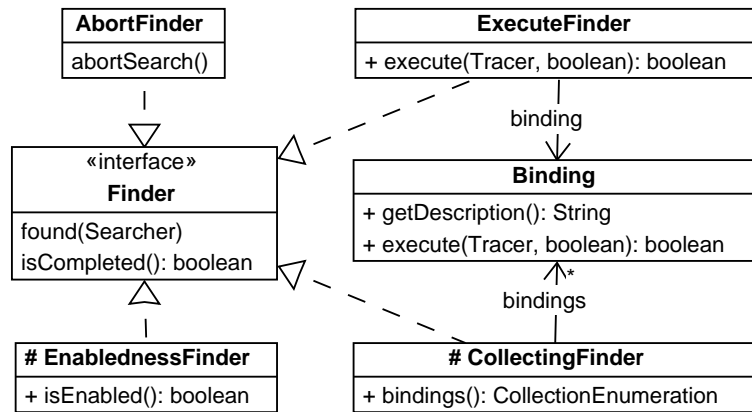 AbortFinder
abortSearch()
ExecuteFinder
+ execute(Tracer, boolean): boolean
binding
«interface»
Finder
found(Searcher)
isCompleted(): boolean
Binding
+ getDescription(): String
+ execute(Tracer, boolean): boolean
*
bindings
# EnablednessFinder
+ isEnabled(): boolean
# CollectingFinder
+ bindings(): CollectionEnumeration